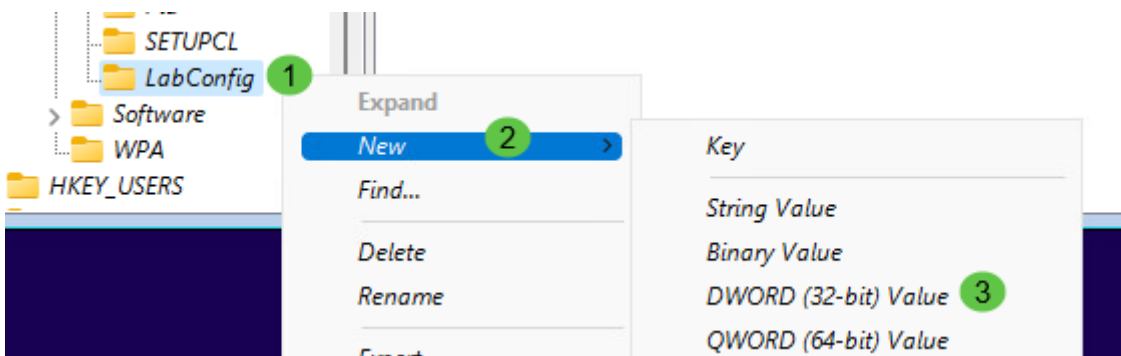 SETUPCL
LabConfig 1
Software
WPA
HKEY_USERS
Expand
New 2
Find...
Delete
Rename
Key
String Value
Binary Value
DWORD (32-bit) Value 3
QWORD (64-bit) Value